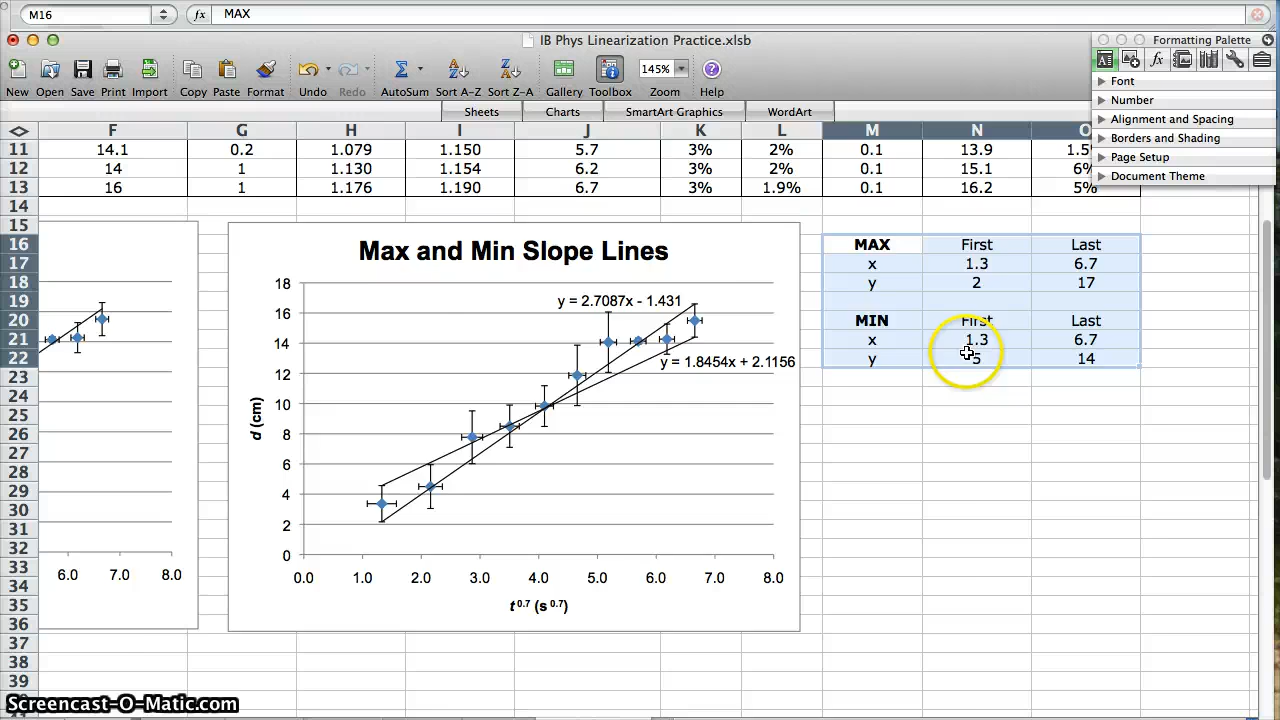 M16 fx MAX
IB Phys Linearization Practice.xlsb
Formatting Palette
145%
New Open Save Print Import Copy Paste Format Undo Redo AutoSum Sort A-Z Sort Z-A Gallery Toolbox Zoom Help
Sheets Charts SmartArt Graphics WordArt
Font
Number
Alignment and Spacing
Borders and Shading
Page Setup
Document Theme
F G H I J K L M N O
11 14.1 0.2 1.079 1.150 5.7 3% 2% 0.1 13.9 1.5%
12 14 1 1.130 1.154 6.2 3% 2% 0.1 15.1 6%
13 16 1 1.176 1.190 6.7 3% 1.9% 0.1 16.2 5%
14
15
16 MAX First Last
17 x 1.3 6.7
18 y 2 17
19
20 MIN First Last
21 x 1.3 6.7
22 y 5 14
23
24
25
26
27
28
29
30
31
32
33
34
35
36
37
38
39
40
6.0 7.0 8.0
Max and Min Slope Lines
18
16
14
12
10
8
6
4
2
0
y = 2.7087x - 1.431
y = 1.8454x + 2.1156
d (cm)
0.0 1.0 2.0 3.0 4.0 5.0 6.0 7.0 8.0
t 0.7 (s 0.7)
Screencast-O-Matic.com